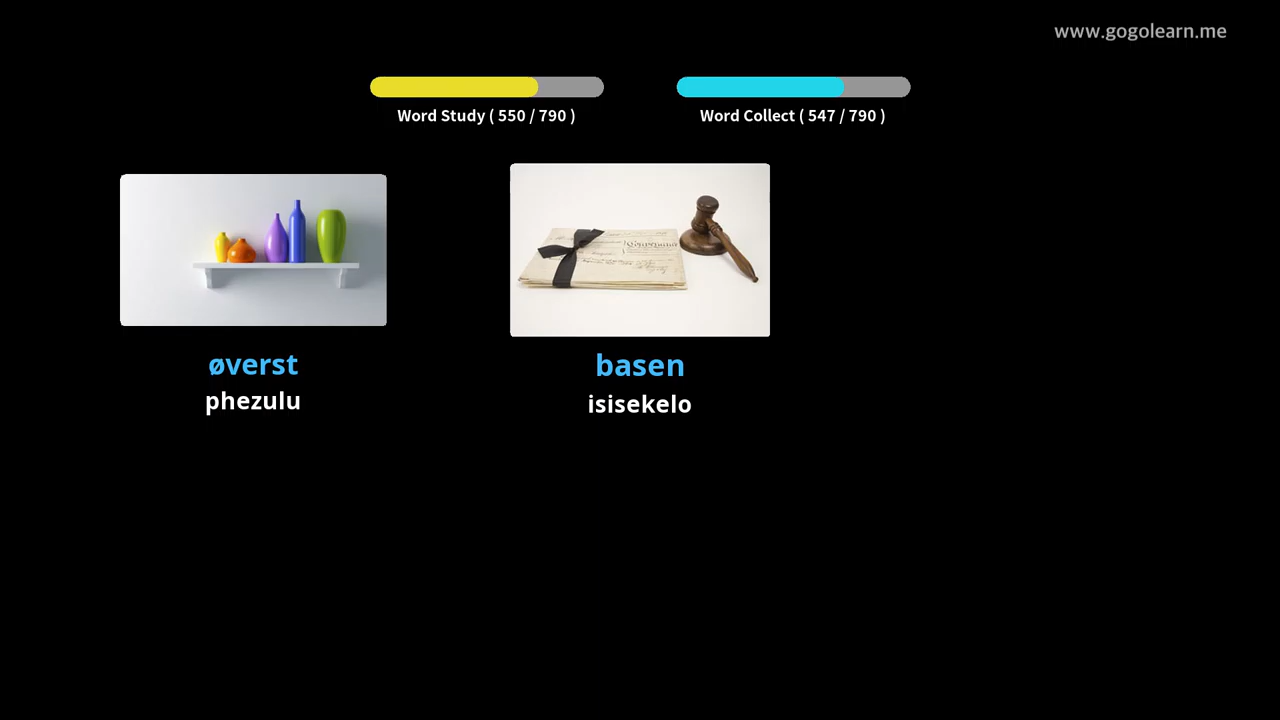 www.gogolearn.me
Word Study ( 550 / 790 )
Word Collect ( 547 / 790 )
øverst
phezulu
basen
isisekelo